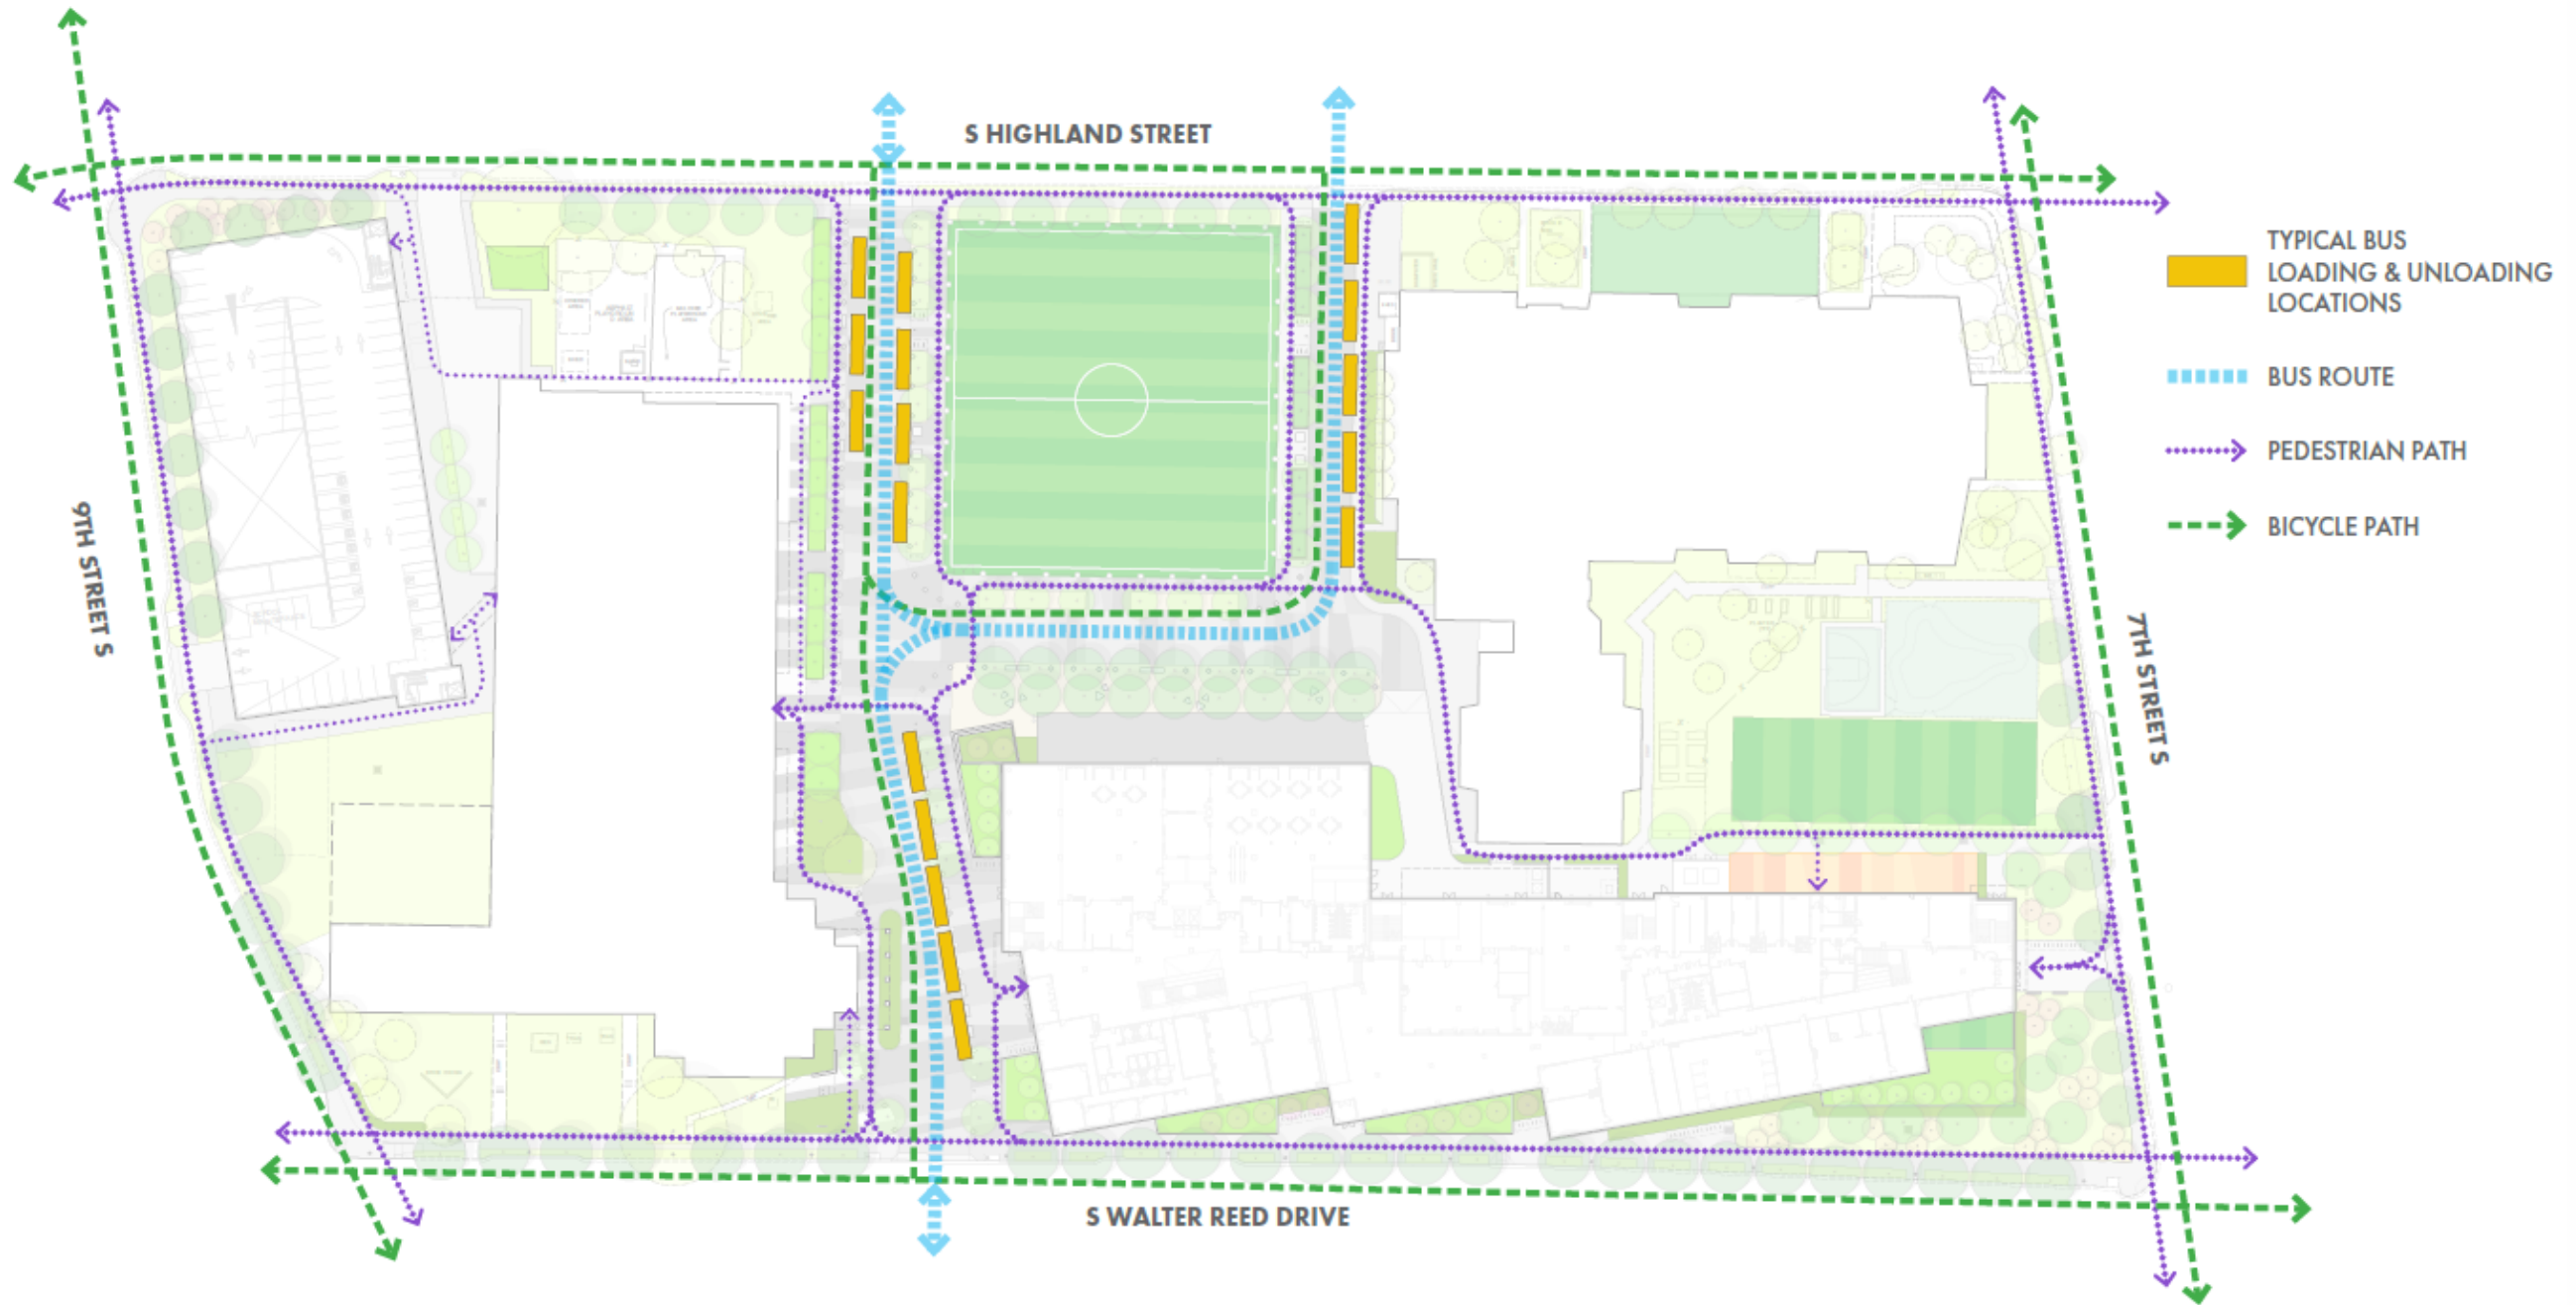 S HIGHLAND STREET
TYPICAL BUS
LOADING & UNLOADING
LOCATIONS
BUS ROUTE
PEDESTRIAN PATH
BICYCLE PATH
9TH STREET S
7TH STREET S
S WALTER REED DRIVE